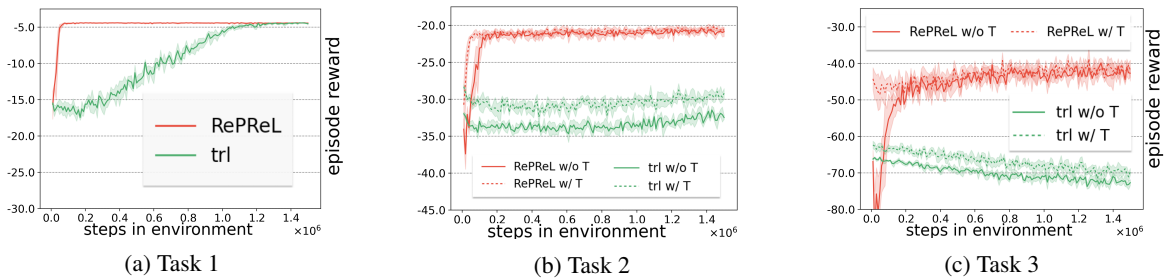 -5.0
-10.0
-15.0
-20.0
-25.0
-30.0
0.0 0.2 0.4 0.6 0.8 1.0 1.2 1.4
steps in environment
×10⁶
RePReL
trl
(a) Task 1
episode reward
-20.0
-25.0
-30.0
-35.0
-40.0
-45.0
0.0 0.2 0.4 0.6 0.8 1.0 1.2 1.4
steps in environment
×10⁶
RePReL w/o T trl w/o T
RePReL w/ T trl w/ T
(b) Task 2
-30.0
-40.0
-50.0
-60.0
-70.0
-80.0
0.0 0.2 0.4 0.6 0.8 1.0 1.2 1.4
steps in environment
×10⁶
RePReL w/o T RePReL w/ T
trl w/o T
trl w/ T
(c) Task 3
episode reward